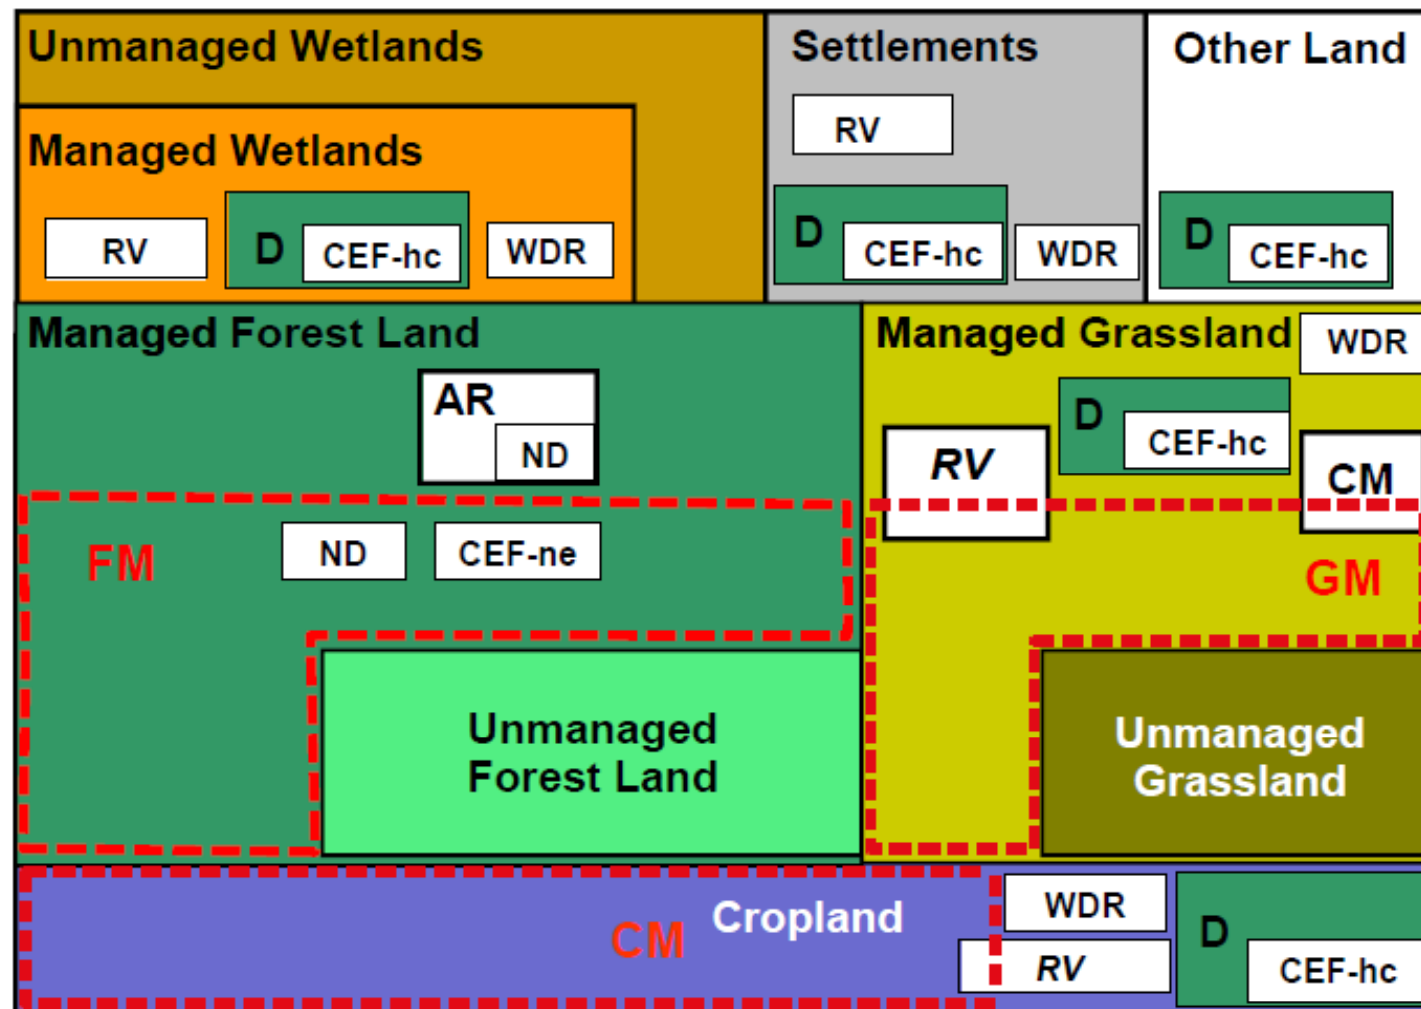 Unmanaged Wetlands
Settlements
Other Land
RV
Managed Wetlands
RV
D
CEF-hc
WDR
D
CEF-hc
WDR
D
CEF-hc
Managed Forest Land
Managed Grassland
WDR
AR
ND
D
CEF-hc
RV
CM
FM
ND
CEF-ne
GM
Unmanaged
Forest Land
Unmanaged
Grassland
CM
Cropland
WDR
RV
D
CEF-hc